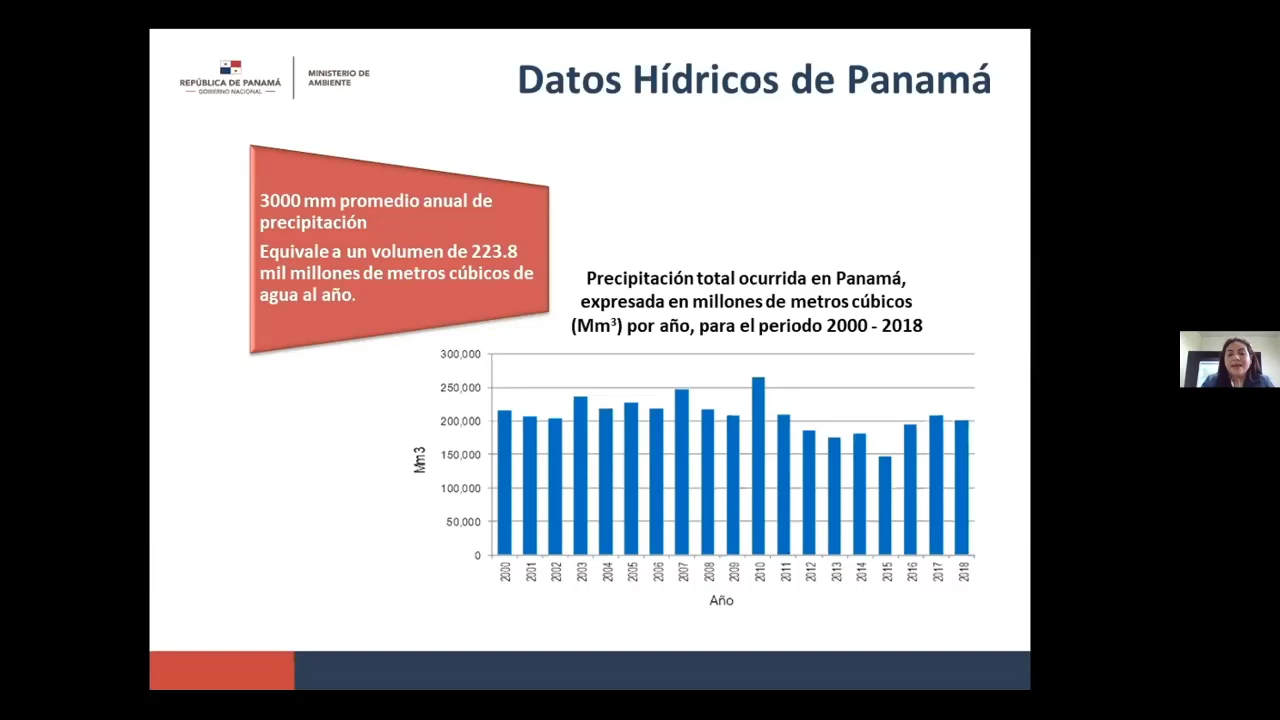 REPÚBLICA DE PANAMÁ
— GOBIERNO NACIONAL —
MINISTERIO DE
AMBIENTE
Datos Hídricos de Panamá
3000 mm promedio anual de
precipitación
Equivale a un volumen de 223.8
mil millones de metros cúbicos de
agua al año.
Precipitación total ocurrida en Panamá,
expresada en millones de metros cúbicos
(Mm³) por año, para el periodo 2000 - 2018
300,000
250,000
200,000
150,000
100,000
50,000
0
Mm3
2000 2001 2002 2003 2004 2005 2006 2007 2008 2009 2010 2011 2012 2013 2014 2015 2016 2017 2018
Año